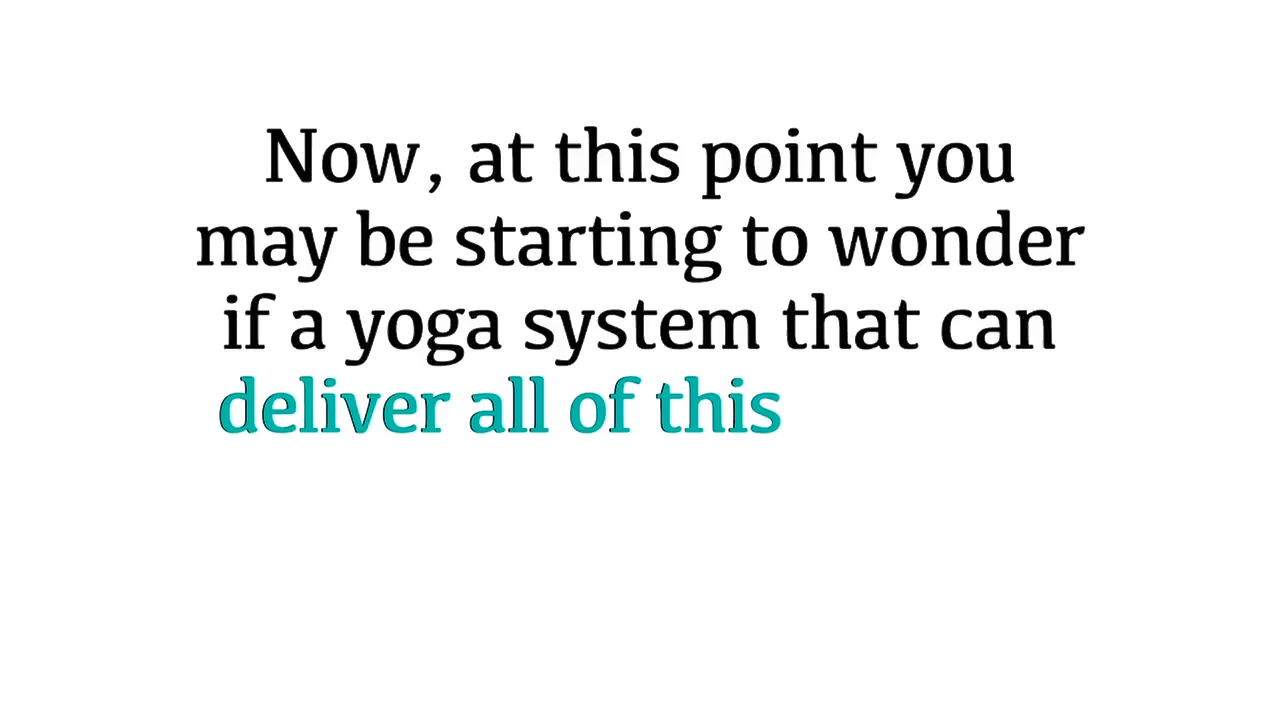 Now, at this point you
may be starting to wonder
if a yoga system that can
deliver all of this